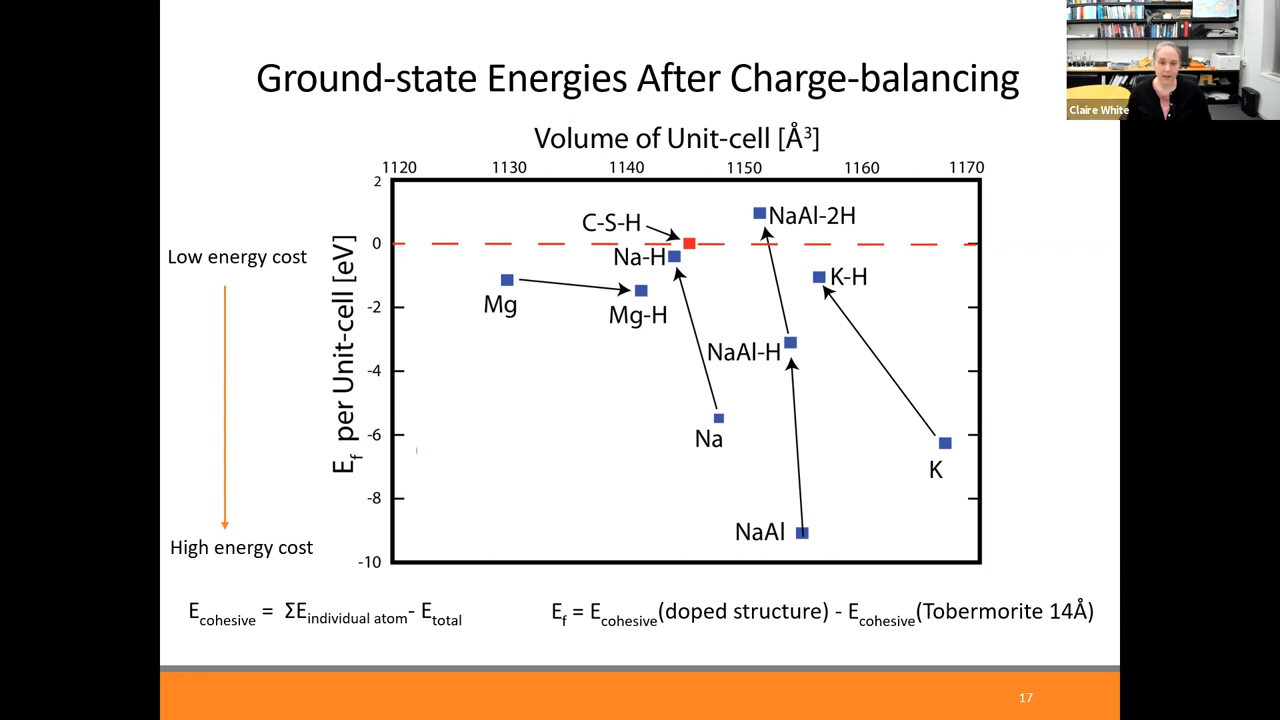 Claire White
Ground-state Energies After Charge-balancing
Volume of Unit-cell [Å³]
1120 1130 1140 1150 1160 1170
2
0
-2
-4
-6
-8
-10
E_f per Unit-cell [eV]
C-S-H
NaAl-2H
Na-H
K-H
Mg
Mg-H
NaAl-H
Na
K
NaAl
Low energy cost
High energy cost
E_cohesive = ΣE_individual atom - E_total
E_f = E_cohesive(doped structure) - E_cohesive(Tobermorite 14Å)
17